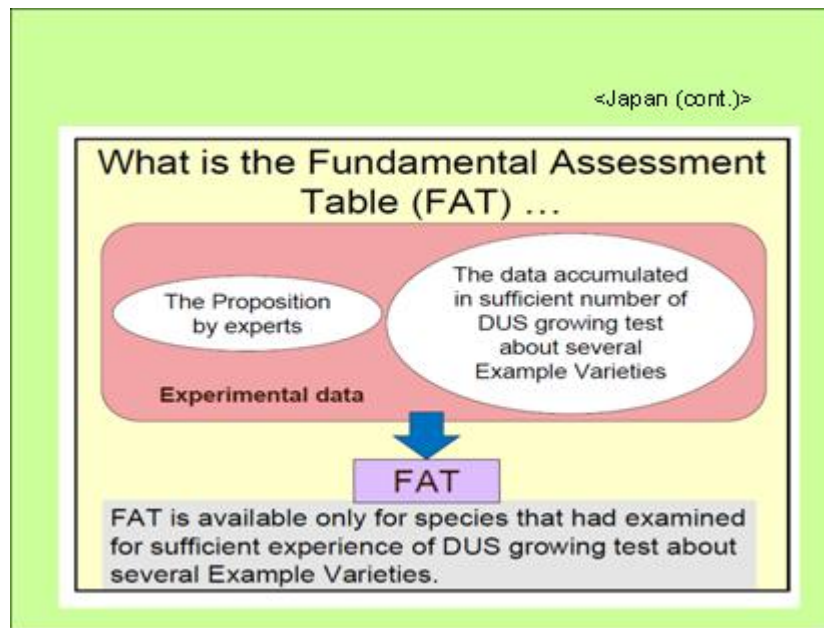 <Japan (cont.)>
What is the Fundamental Assessment
Table (FAT) ...
The Proposition
by experts
The data accumulated
in sufficient number of
DUS growing test
about several
Example Varieties
Experimental data
FAT
FAT is available only for species that had examined
for sufficient experience of DUS growing test about
several Example Varieties.